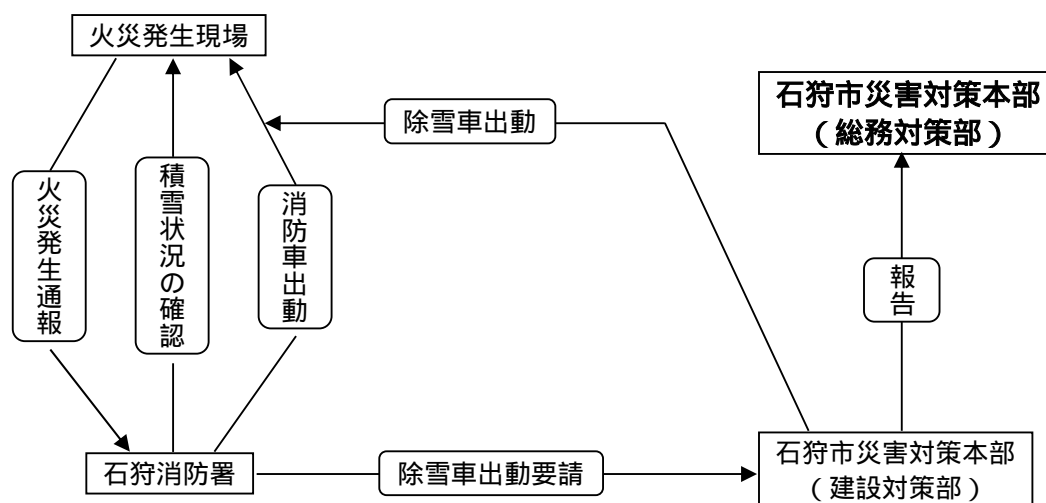 火災発生現場
石狩市災害対策本部
(総務対策部)
除雪車出動
火災発生通報
積雪状況の確認
消防車出動
報告
石狩消防署
除雪車出動要請
石狩市災害対策本部
(建設対策部)